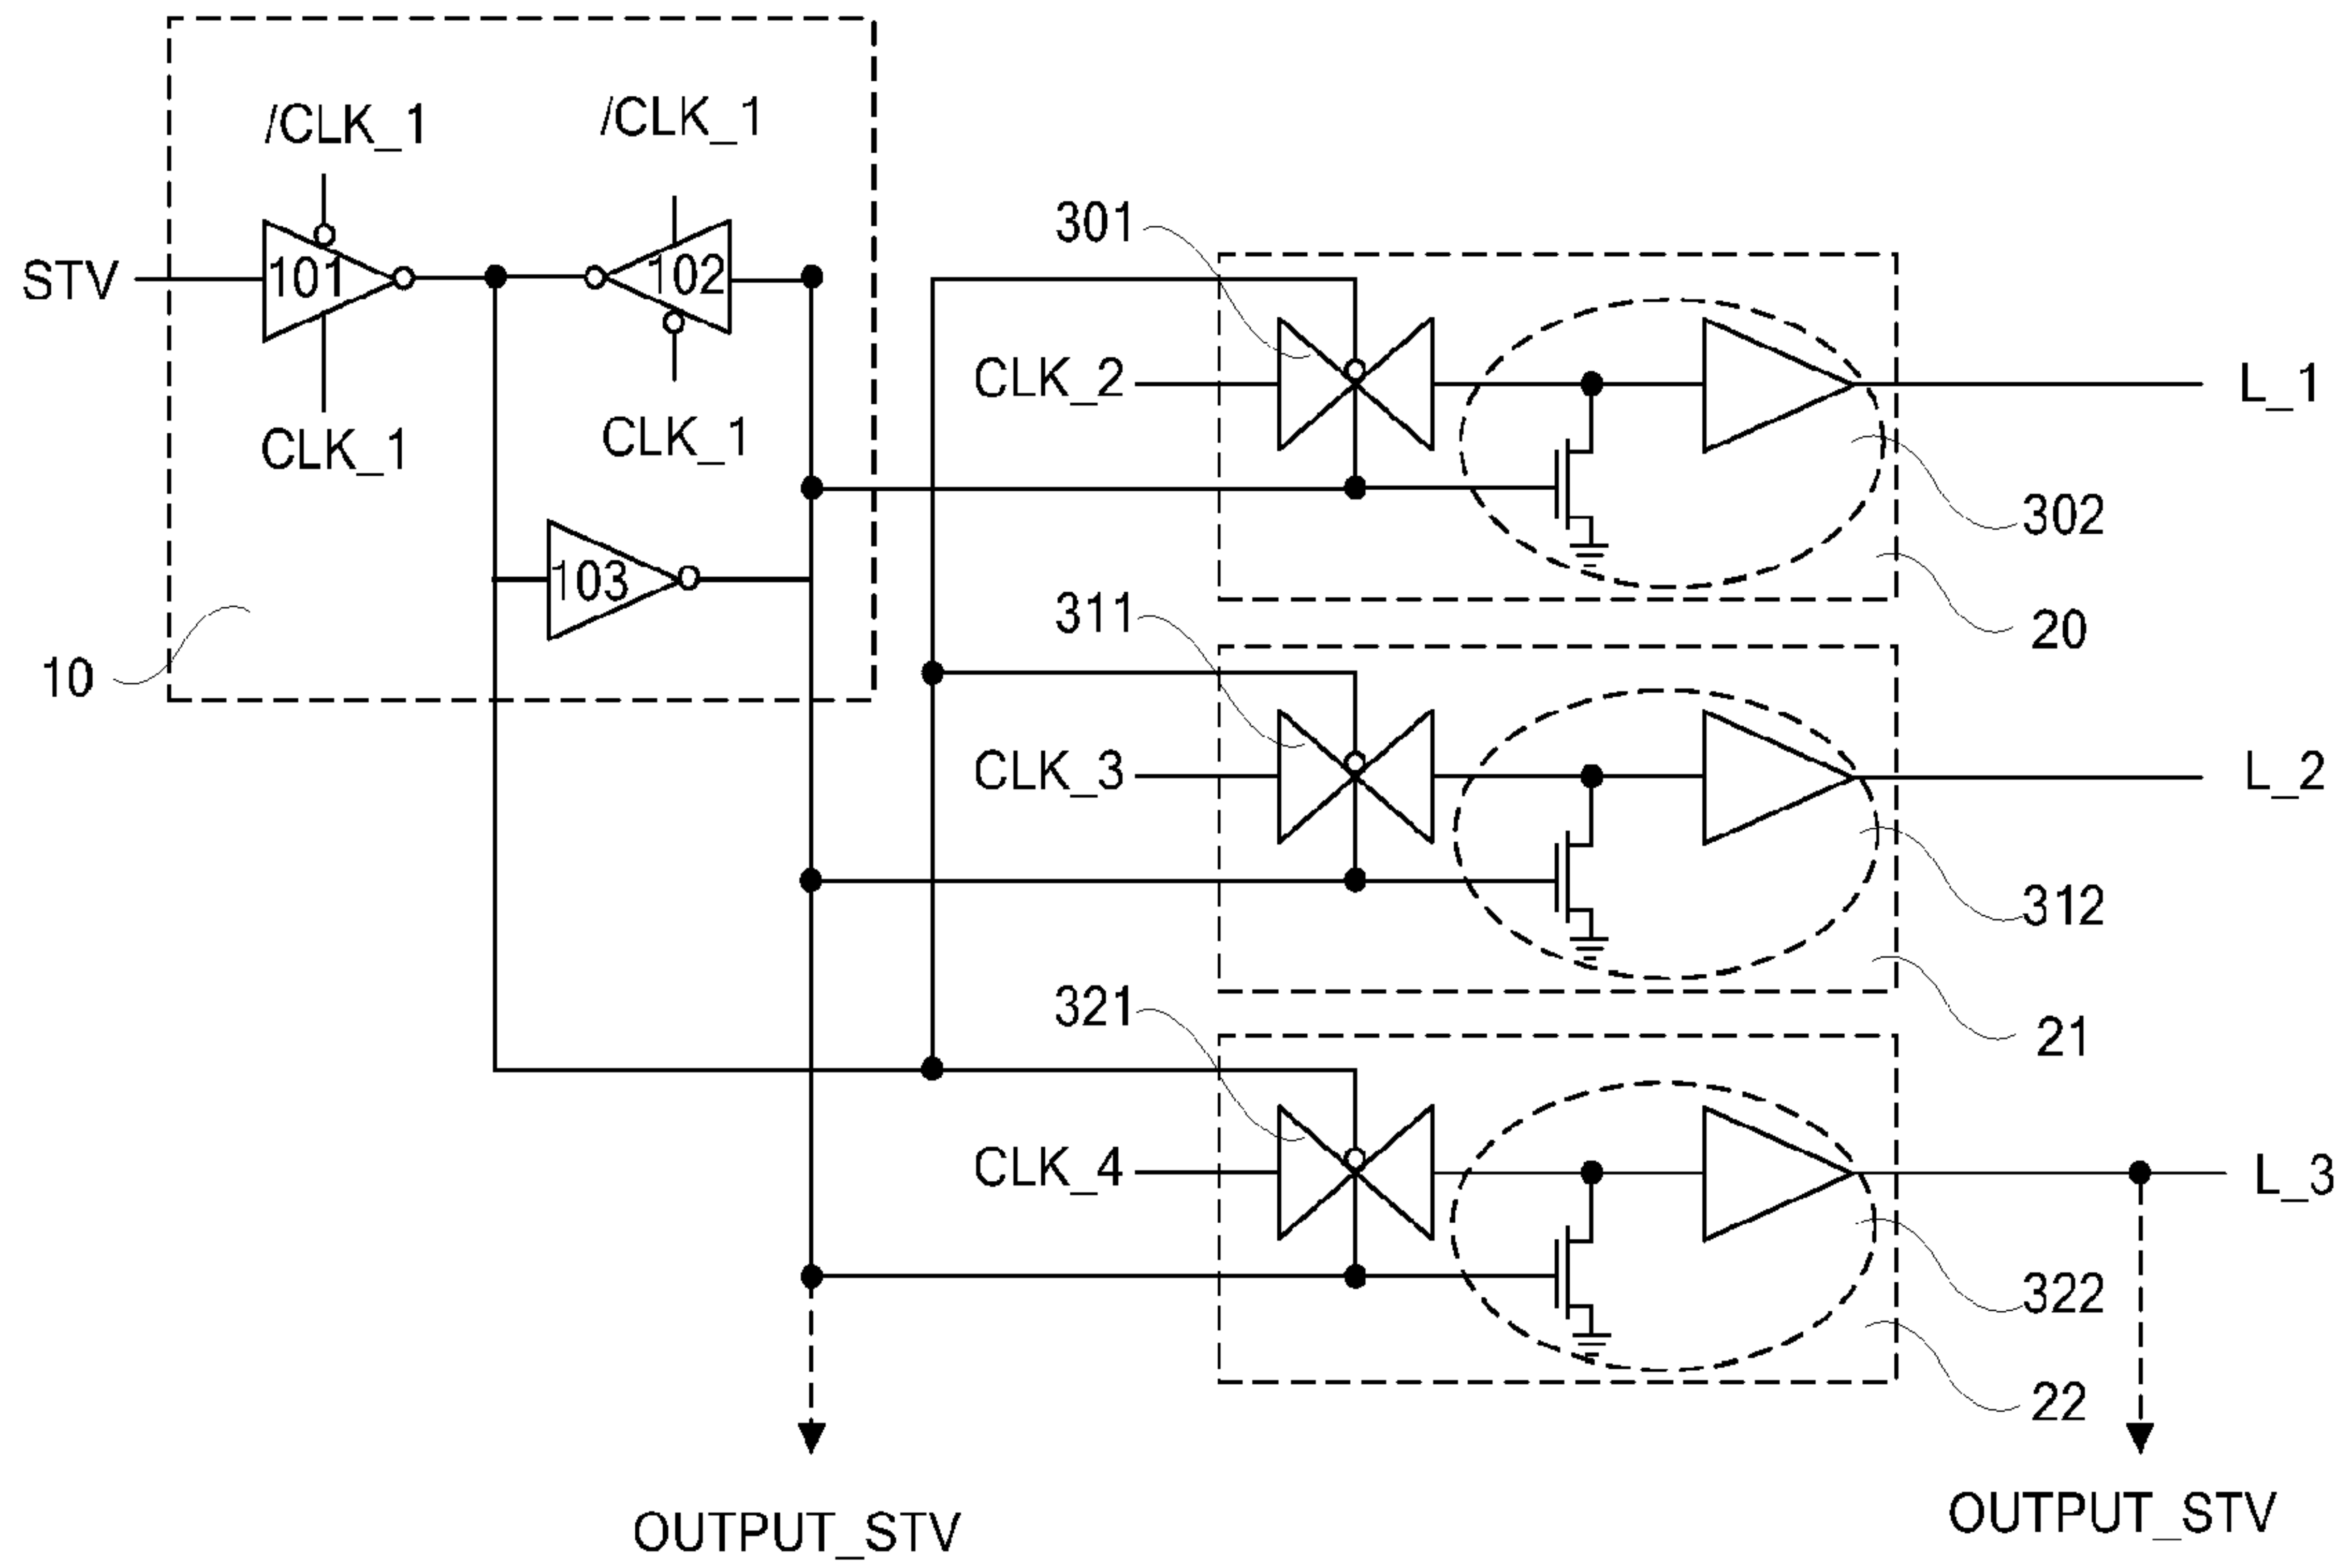 /CLK_1
/CLK_1
STV
101
102
CLK_1
CLK_1
103
10
301
CLK_2
L_1
302
20
311
CLK_3
L_2
312
21
321
CLK_4
L_3
322
22
OUTPUT_STV
OUTPUT_STV